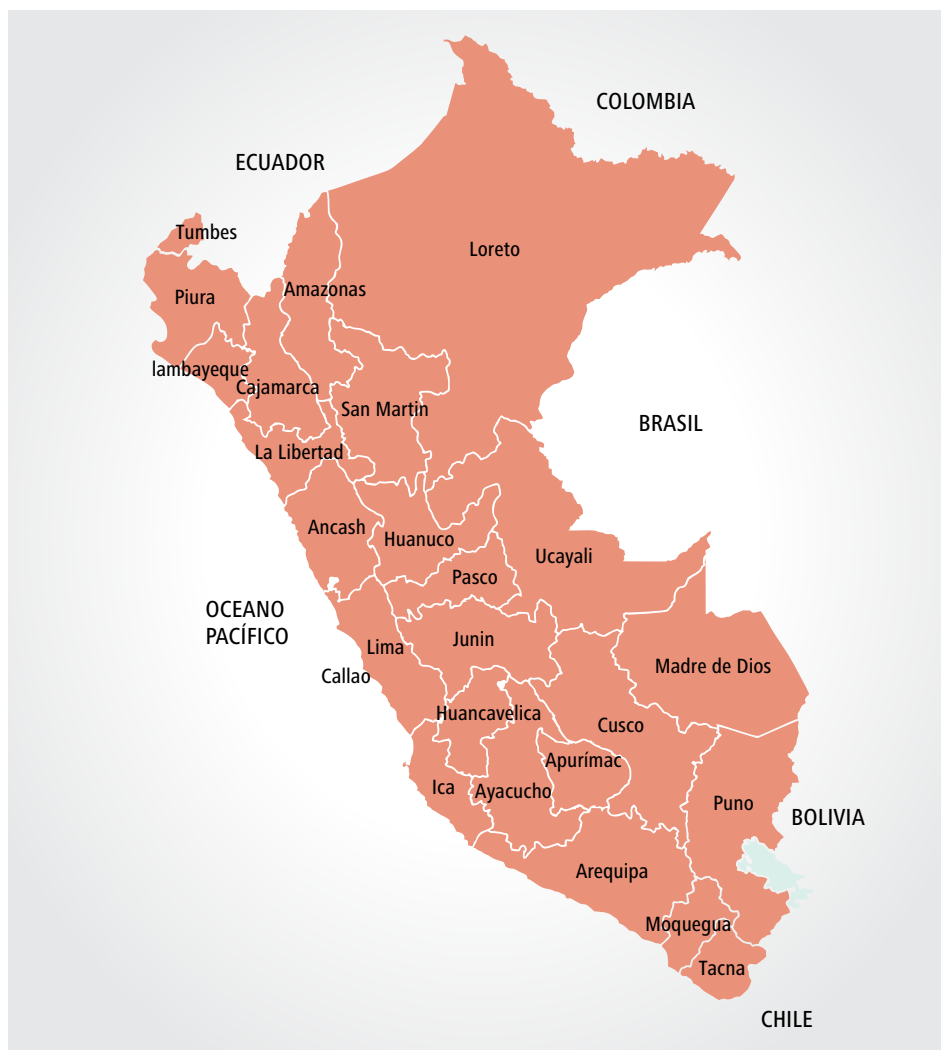 COLOMBIA
ECUADOR
Tumbes
Loreto
Amazonas
Piura
lambayeque
Cajamarca
San Martin
BRASIL
La Libertad
Ancash
Huanuco
Ucayali
Pasco
OCEANO
PACÍFICO
Lima
Junin
Callao
Madre de Dios
Huancavelica
Cusco
Apurímac
Ica
Ayacucho
Puno
BOLIVIA
Arequipa
Moquegua
Tacna
CHILE